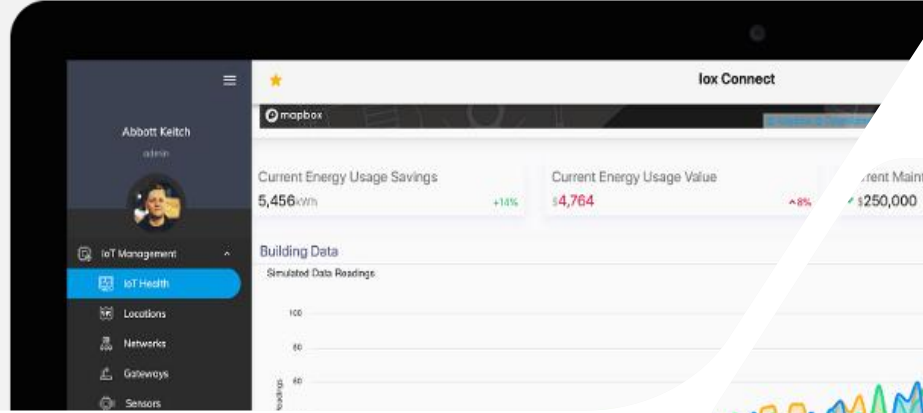 Iox Connect
Abbott Keitch
admin
mapbox
Current Energy Usage Savings
5,456kWh
+14%
Current Energy Usage Value
$4,764
8%
$250,000
IoT Management
IoT Health
Locations
Networks
Gateways
Sensors
Building Data
Simulated Data Readings
100
80
60